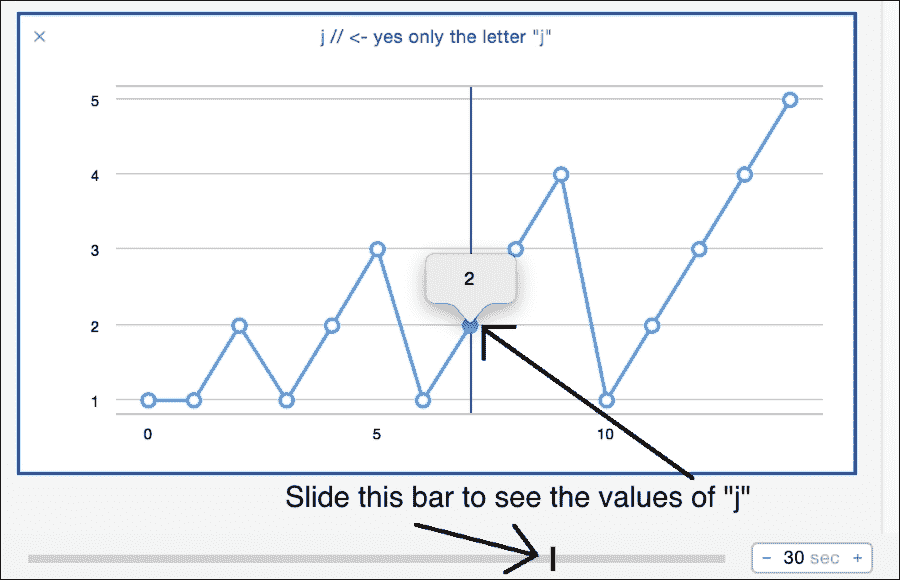 × j // <- yes only the letter "j"
5
4
3
2
2
1
0 5 10
Slide this bar to see the values of "j"
− 30 sec +